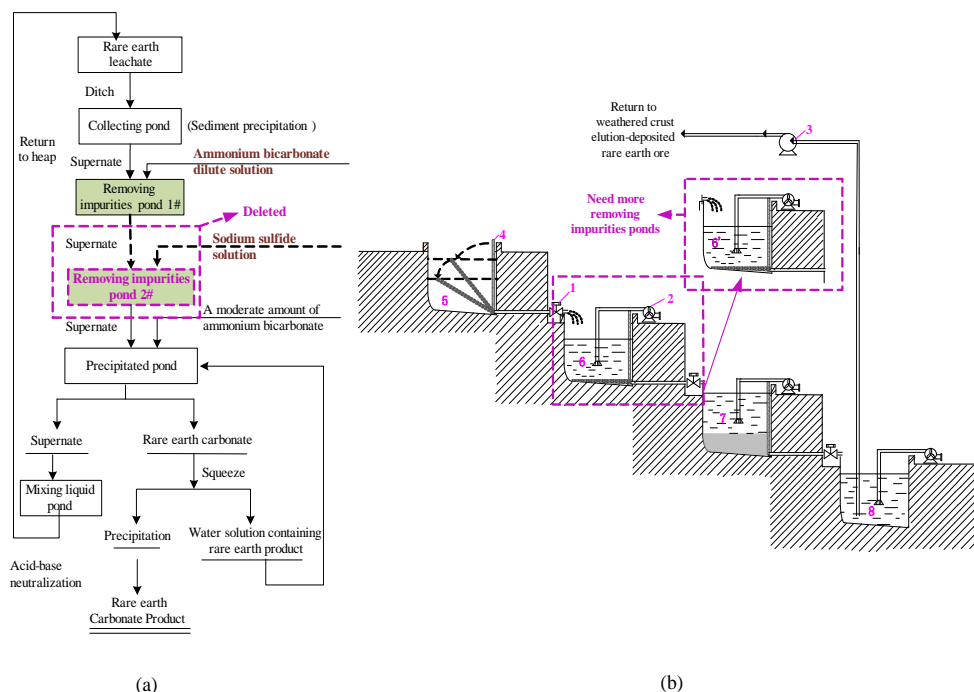 Rare earth
leachate
Ditch
Collecting pond
(Sediment precipitation )
Return
to heap
Supernate
Ammonium bicarbonate
dilute solution
Removing
impurities pond 1#
Deleted
Supernate
Sodium sulfide
solution
Removing impurities
pond 2#
Supernate
A moderate amount of
ammonium bicarbonate
Precipitated pond
Supernate
Rare earth carbonate
Squeeze
Mixing liquid
pond
Precipitation
Water solution containing
rare earth product
Acid-base
neutralization
Rare earth
Carbonate Product
(a)
Return to
weathered crust
elution-deposited
rare earth ore
3
Need more
removing
impurities ponds
6'
4
5
1
2
6
7
8
(b)